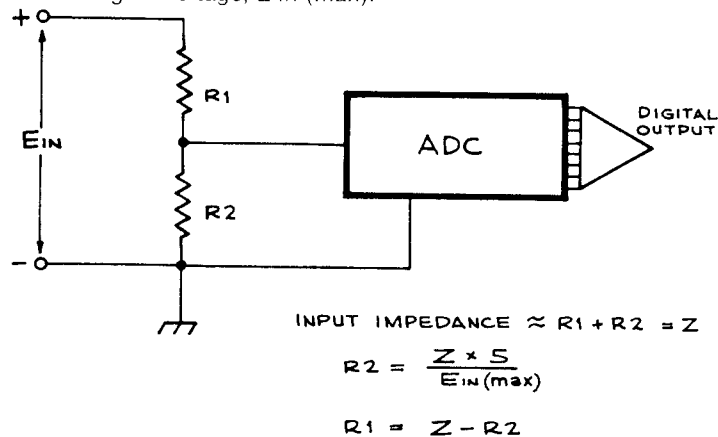 +
R1
EIN
ADC
DIGITAL
OUTPUT
R2
-
INPUT IMPEDANCE ≈ R1 + R2 = Z
R2 = Z × 5
EIN (max)
R1 = Z - R2